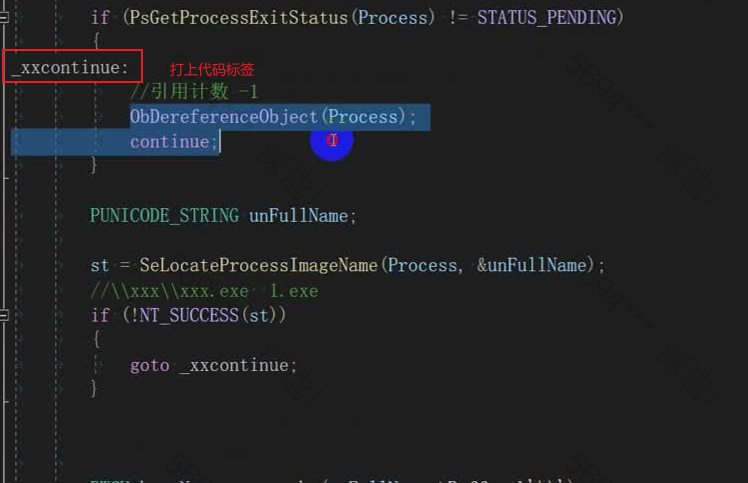 if (PsGetProcessExitStatus(Process) != STATUS_PENDING)
{
_xxcontinue: 打上代码标签
//引用计数 -1
ObDereferenceObject(Process);
continue;
}
PUNICODE_STRING unFullName;
st = SeLocateProcessImageName(Process, &unFullName);
//\\xxx\\xxx.exe 1.exe
if (!NT_SUCCESS(st))
{
goto _xxcontinue;
}